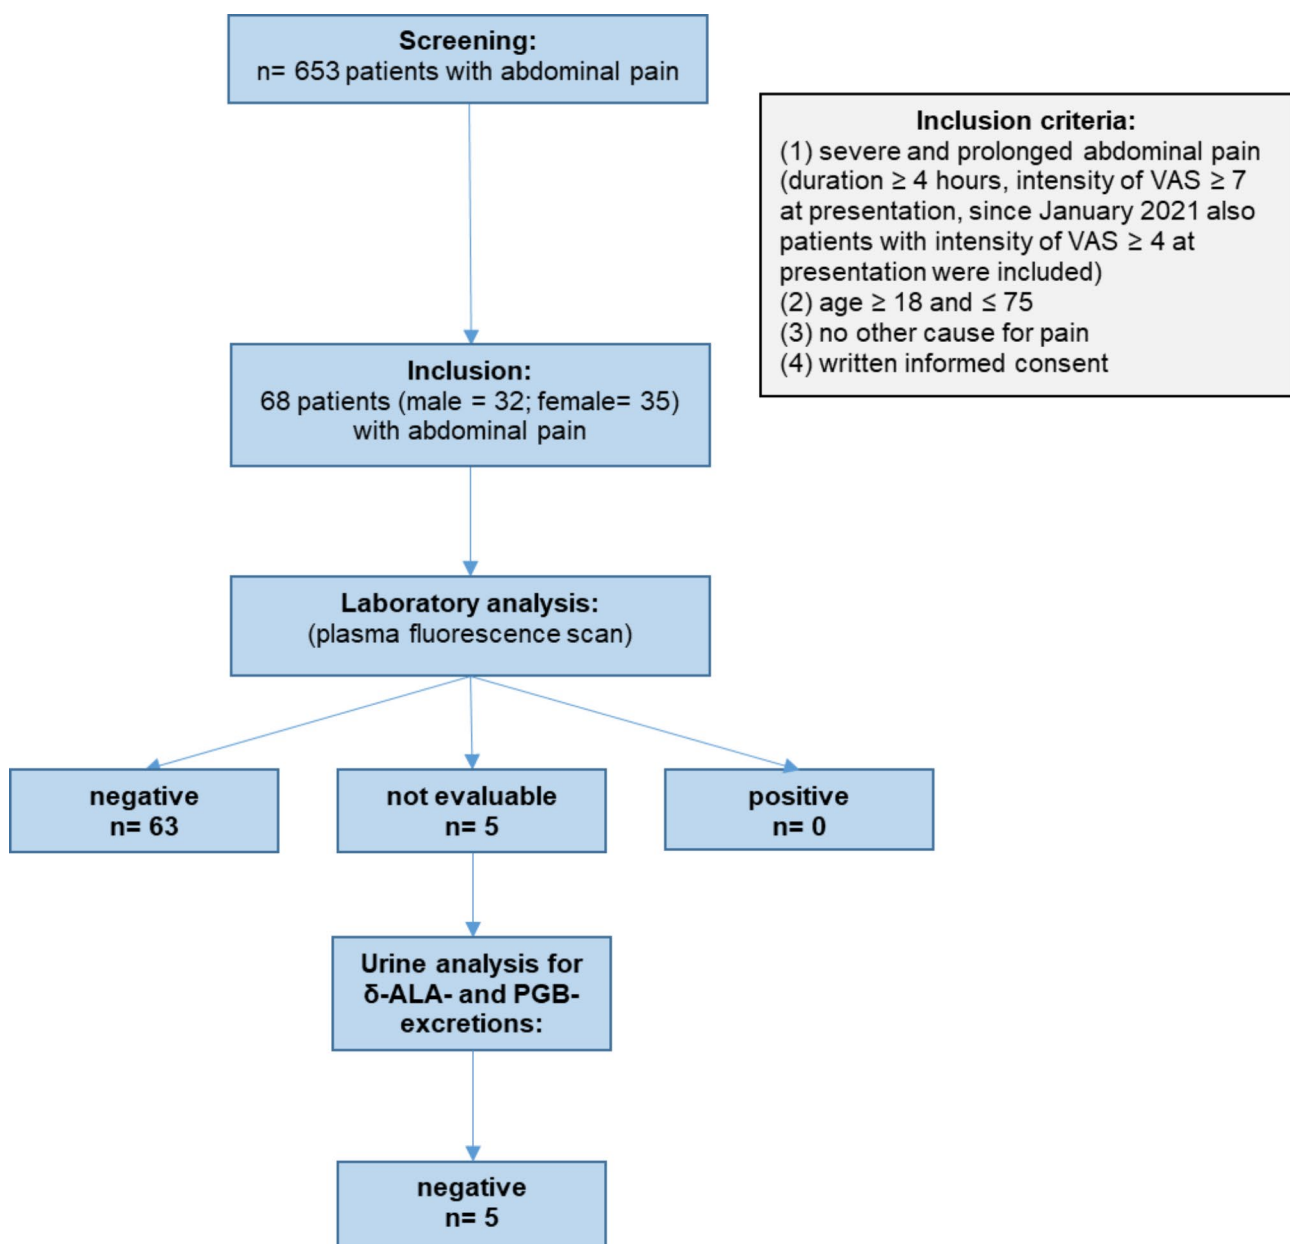 Screening:
n= 653 patients with abdominal pain
Inclusion criteria:
(1) severe and prolonged abdominal pain
(duration ≥ 4 hours, intensity of VAS ≥ 7
at presentation, since January 2021 also
patients with intensity of VAS ≥ 4 at
presentation were included)
(2) age ≥ 18 and ≤ 75
(3) no other cause for pain
(4) written informed consent
Inclusion:
68 patients (male = 32; female= 35)
with abdominal pain
Laboratory analysis:
(plasma fluorescence scan)
negative
n= 63
not evaluable
n= 5
positive
n= 0
Urine analysis for
δ-ALA- and PGB-
excretions:
negative
n= 5